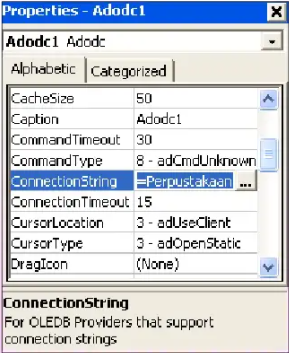 Properties - Adodc1
Adodc1 Adodc
Alphabetic Categorized
CacheSize 50
Caption Adodc1
CommandTimeout 30
CommandType 8 - adCmdUnknown
ConnectionString =Perpustakaan ...
ConnectionTimeout 15
CursorLocation 3 - adUseClient
CursorType 3 - adOpenStatic
DragIcon (None)
ConnectionString
For OLEDB Providers that support
connection strings